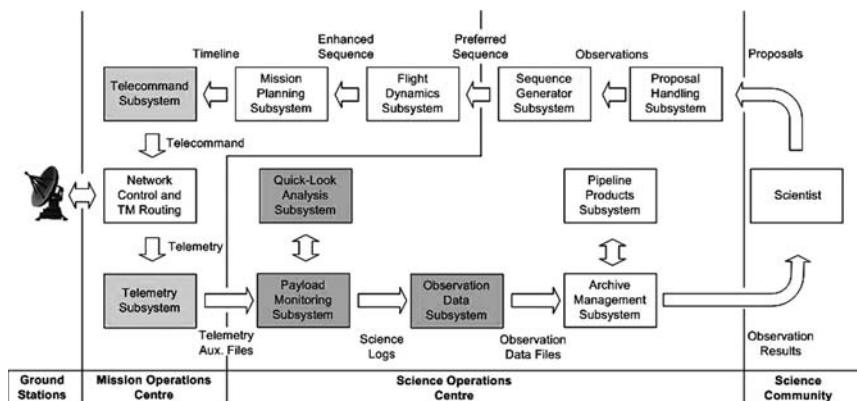 Timeline
Enhanced
Sequence
Preferred
Sequence
Observations
Proposals
Telecommand
Subsystem
Mission
Planning
Subsystem
Flight
Dynamics
Subsystem
Sequence
Generator
Subsystem
Proposal
Handling
Subsystem
Telecommand
Network
Control and
TM Routing
Quick-Look
Analysis
Subsystem
Pipeline
Products
Subsystem
Scientist
Telemetry
Telemetry
Subsystem
Payload
Monitoring
Subsystem
Observation
Data
Subsystem
Archive
Management
Subsystem
Telemetry
Aux. Files
Science
Logs
Observation
Data Files
Observation
Results
Ground
Stations
Mission Operations
Centre
Science Operations
Centre
Science
Community